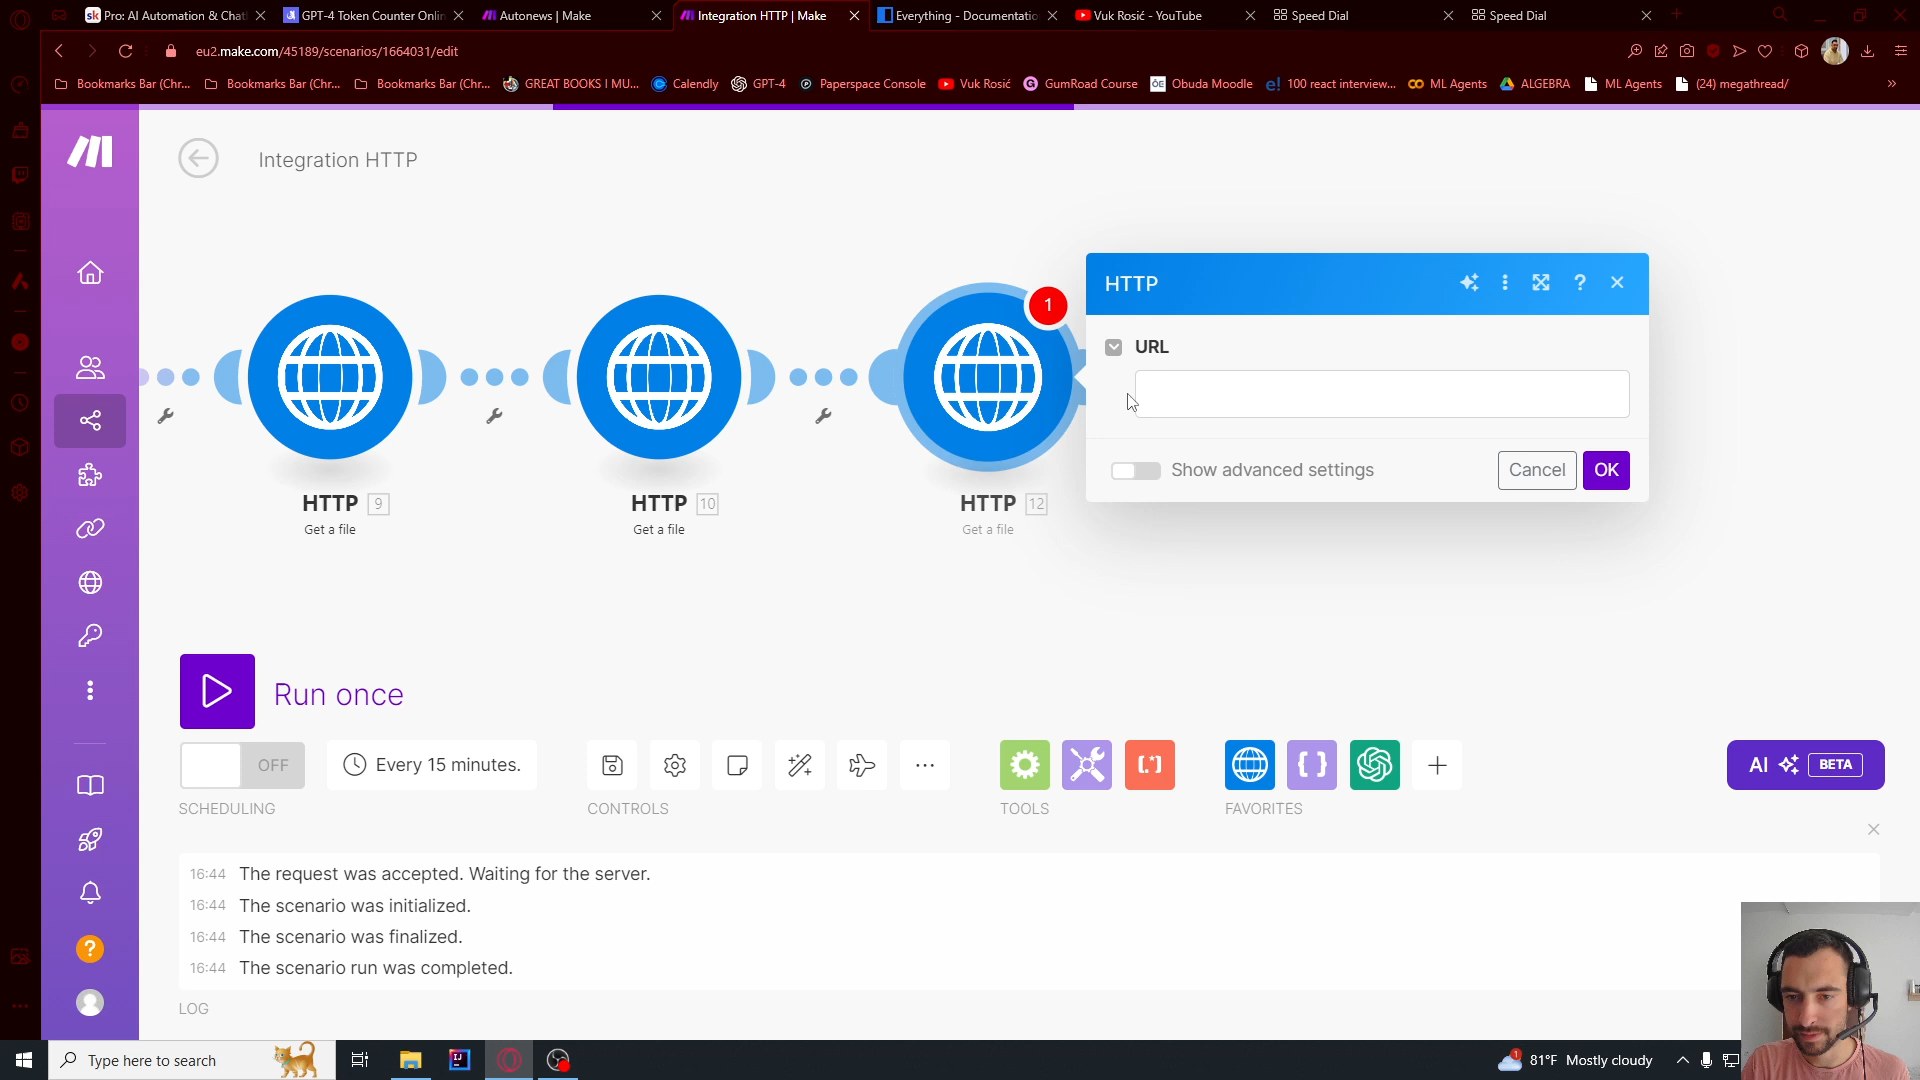 Pro: AI Automation & Chat
GPT-4 Token Counter Onlin
Autonews | Make
Integration HTTP | Make
Everything - Documentatio
Vuk Rosić - YouTube
Speed Dial
Speed Dial
eu2.make.com/45189/scenarios/1664031/edit
Bookmarks Bar (Chr...
Bookmarks Bar (Chr...
Bookmarks Bar (Chr...
GREAT BOOKS I MU...
Calendly
GPT-4
Paperspace Console
Vuk Rosić
GumRoad Course
Obuda Moodle
100 react interview...
ML Agents
ALGEBRA
ML Agents
(24) megathread/
Integration HTTP
HTTP
1
URL
Show advanced settings
Cancel
OK
HTTP 9
Get a file
HTTP 10
Get a file
HTTP 12
Get a file
Run once
OFF
Every 15 minutes.
AI BETA
SCHEDULING
CONTROLS
TOOLS
FAVORITES
16:44 The request was accepted. Waiting for the server.
16:44 The scenario was initialized.
16:44 The scenario was finalized.
16:44 The scenario run was completed.
LOG
Type here to search
1
81°F Mostly cloudy